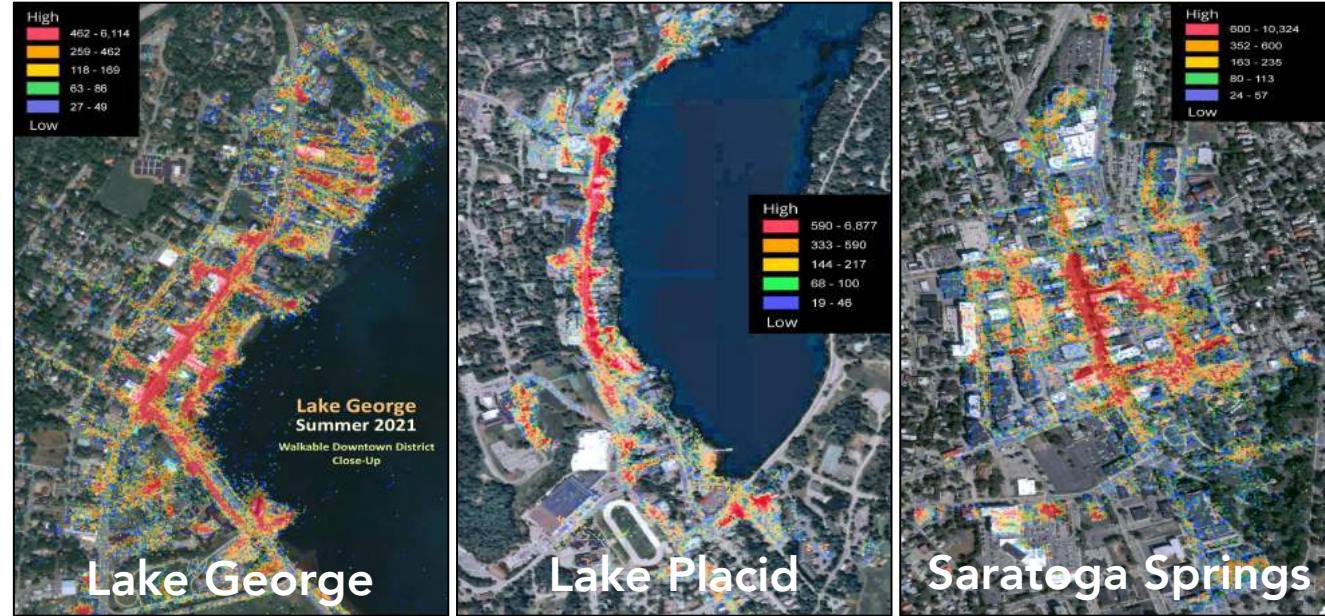 High
462 - 6,114
259 - 462
118 - 169
63 - 86
27 - 49
Low
Lake George
Summer 2021
Walkable Downtown District
Close-Up
Lake George
High
590 - 6,877
333 - 590
144 - 217
68 - 100
19 - 46
Low
Lake Placid
High
600 - 10,324
352 - 600
163 - 235
80 - 113
24 - 57
Low
Saratoga Springs